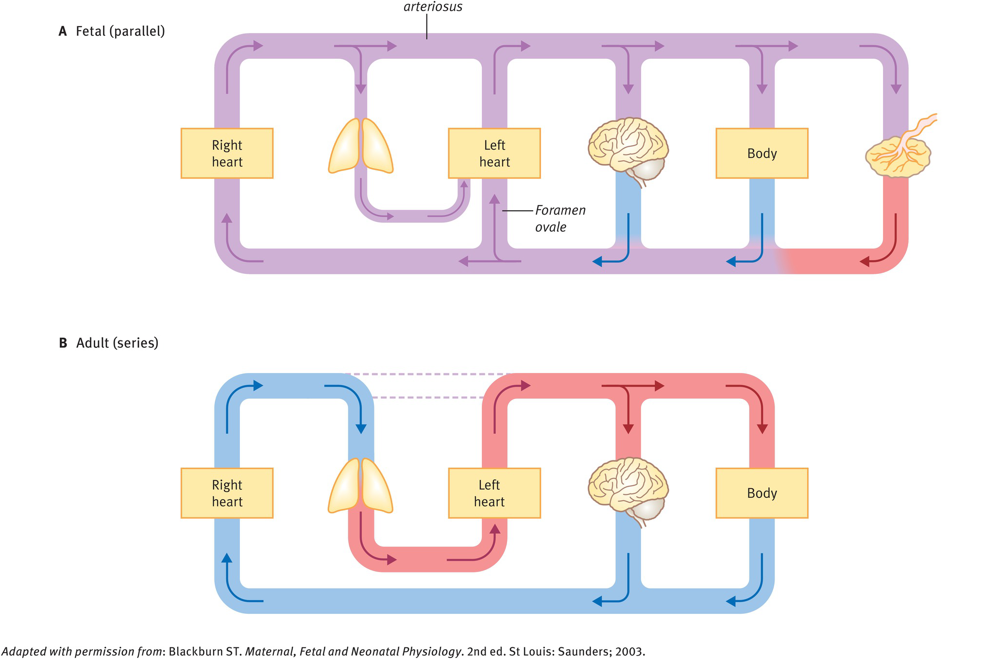 arteriosus
A Fetal (parallel)
Right
heart
Left
heart
Body
Foramen
ovale
B Adult (series)
Right
heart
Left
heart
Body
Adapted with permission from: Blackburn ST. Maternal, Fetal and Neonatal Physiology. 2nd ed. St Louis: Saunders; 2003.